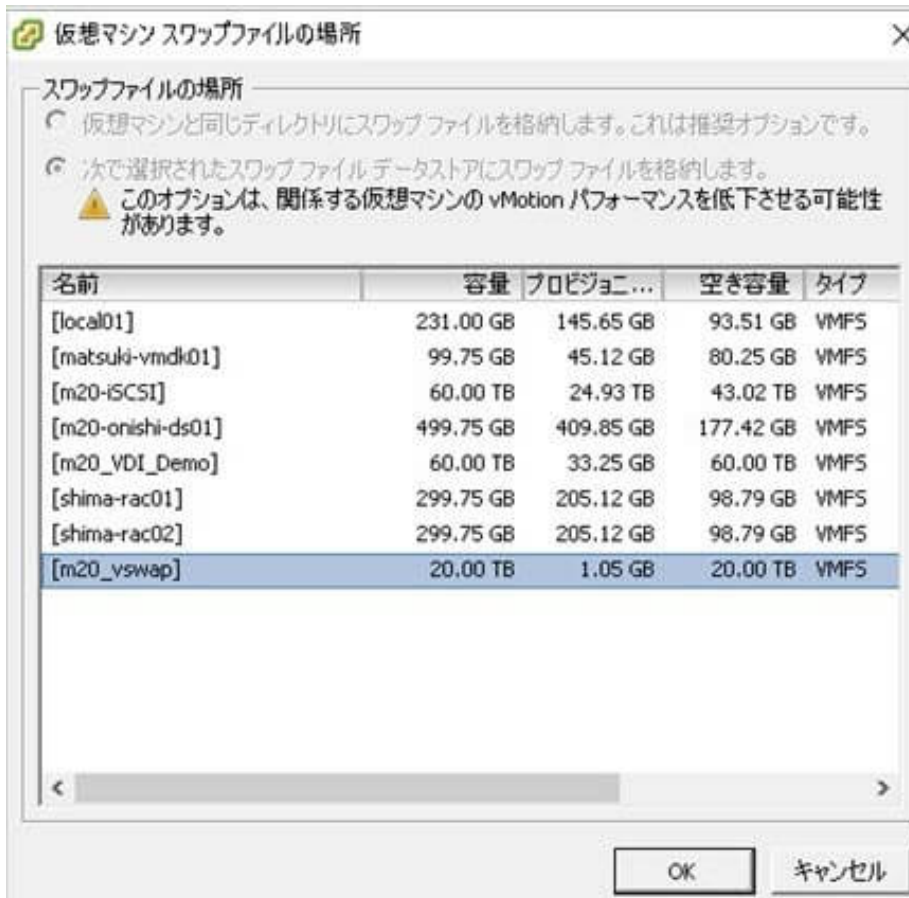 仮想マシン スワップファイルの場所
スワップファイルの場所
仮想マシンと同じディレクトリにスワップ ファイルを格納します。これは推奨オプションです。
次で選択されたスワップ ファイル データストアにスワップ ファイルを格納します。
このオプションは、関係する仮想マシンの vMotion パフォーマンスを低下させる可能性
があります。
名前 容量 プロビジョニ... 空き容量 タイプ
[local01] 231.00 GB 145.65 GB 93.51 GB VMFS
[matsuki-vmdk01] 99.75 GB 45.12 GB 80.25 GB VMFS
[m20-iSCSI] 60.00 TB 24.93 TB 43.02 TB VMFS
[m20-onishi-ds01] 499.75 GB 409.85 GB 177.42 GB VMFS
[m20_VDI_Demo] 60.00 TB 33.25 GB 60.00 TB VMFS
[shima-rac01] 299.75 GB 205.12 GB 98.79 GB VMFS
[shima-rac02] 299.75 GB 205.12 GB 98.79 GB VMFS
[m20_vswap] 20.00 TB 1.05 GB 20.00 TB VMFS
OK キャンセル